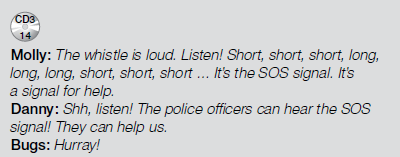 CD3
14
Molly: The whistle is loud. Listen! Short, short, short, long,
long, long, short, short, short ... It's the SOS signal. It's
a signal for help.
Danny: Shh, listen! The police officers can hear the SOS
signal! They can help us.
Bugs: Hurray!